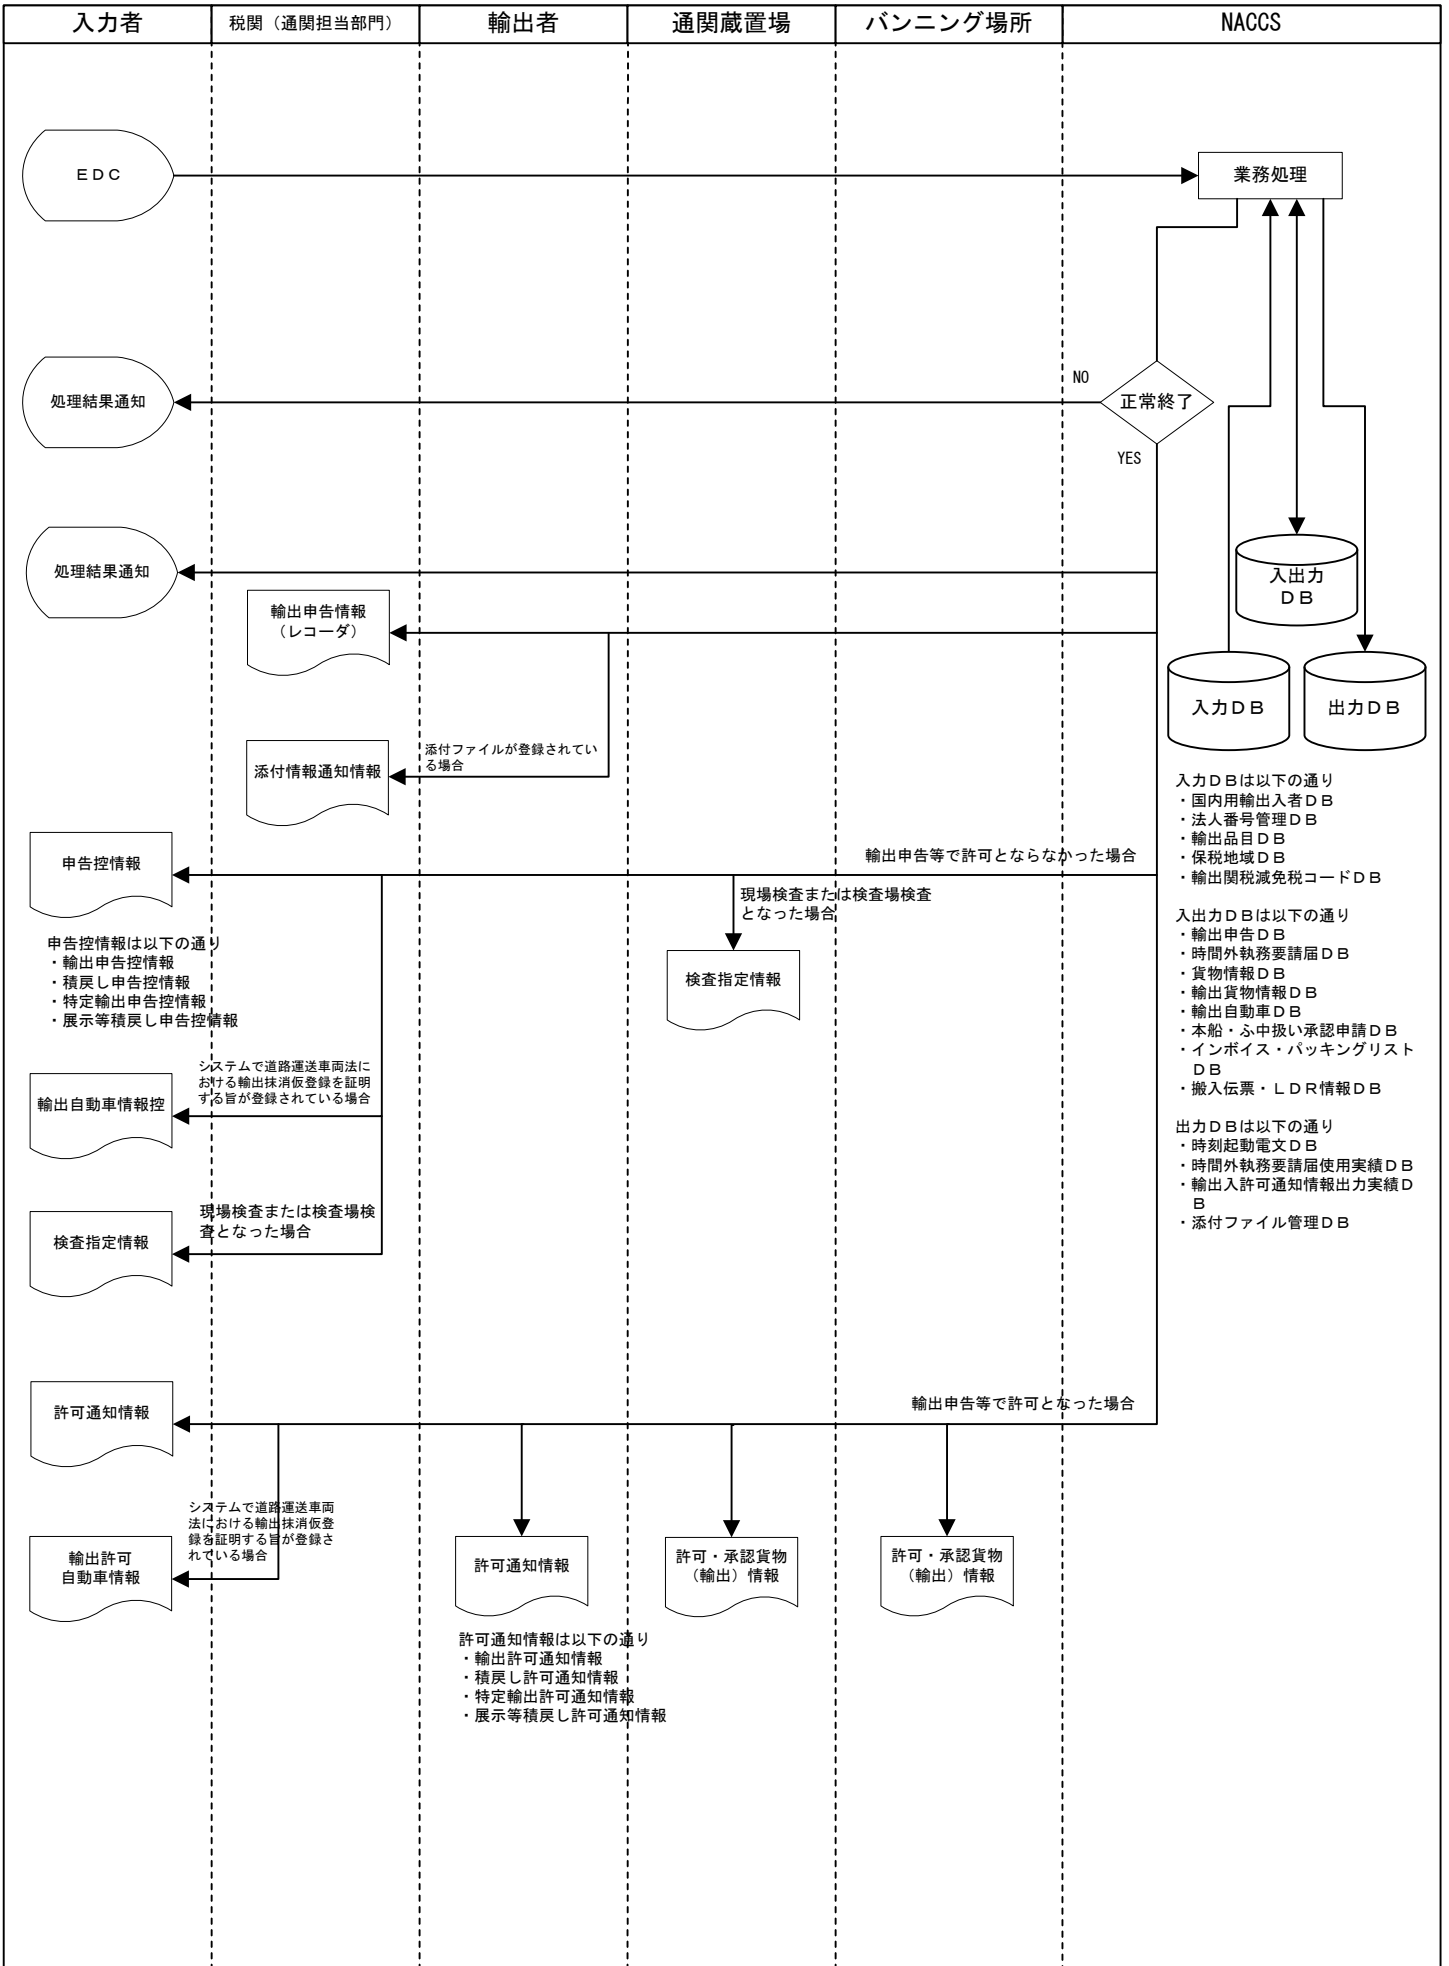 入力者
税関（通関担当部門）
輸出者
通関蔵置場
バンニング場所
NACCS
ＥＤＣ
業務処理
処理結果通知
NO
正常終了
YES
処理結果通知
入出力
ＤＢ
輸出申告情報
（レコーダ）
入力ＤＢ
出力ＤＢ
添付情報通知情報
添付ファイルが登録されてい
る場合
入力ＤＢは以下の通り
・国内用輸出入者ＤＢ
・法人番号管理ＤＢ
・輸出品目ＤＢ
・保税地域ＤＢ
・輸出関税減免税コードＤＢ
入出力ＤＢは以下の通り
・輸出申告ＤＢ
・時間外執務要請届ＤＢ
・貨物情報ＤＢ
・輸出貨物情報ＤＢ
・輸出自動車ＤＢ
・本船・ふ中扱い承認申請ＤＢ
・インボイス・パッキングリスト
ＤＢ
・搬入伝票・ＬＤＲ情報ＤＢ
出力ＤＢは以下の通り
・時刻起動電文ＤＢ
・時間外執務要請届使用実績ＤＢ
・輸出入許可通知情報出力実績Ｄ
Ｂ
・添付ファイル管理ＤＢ
申告控情報
輸出申告等で許可とならなかった場合
現場検査または検査場検査
となった場合
検査指定情報
申告控情報は以下の通り
・輸出申告控情報
・積戻し申告控情報
・特定輸出申告控情報
・展示等積戻し申告控情報
システムで道路運送車両法に
おける輸出抹消仮登録を証明
する旨が登録されている場合
輸出自動車情報控
現場検査または検査場検
査となった場合
検査指定情報
許可通知情報
輸出申告等で許可となった場合
システムで道路運送車両
法における輸出抹消仮登
録を証明する旨が登録さ
れている場合
輸出許可
自動車情報
許可通知情報
許可・承認貨物
（輸出）情報
許可・承認貨物
（輸出）情報
許可通知情報は以下の通り
・輸出許可通知情報
・積戻し許可通知情報
・特定輸出許可通知情報
・展示等積戻し許可通知情報